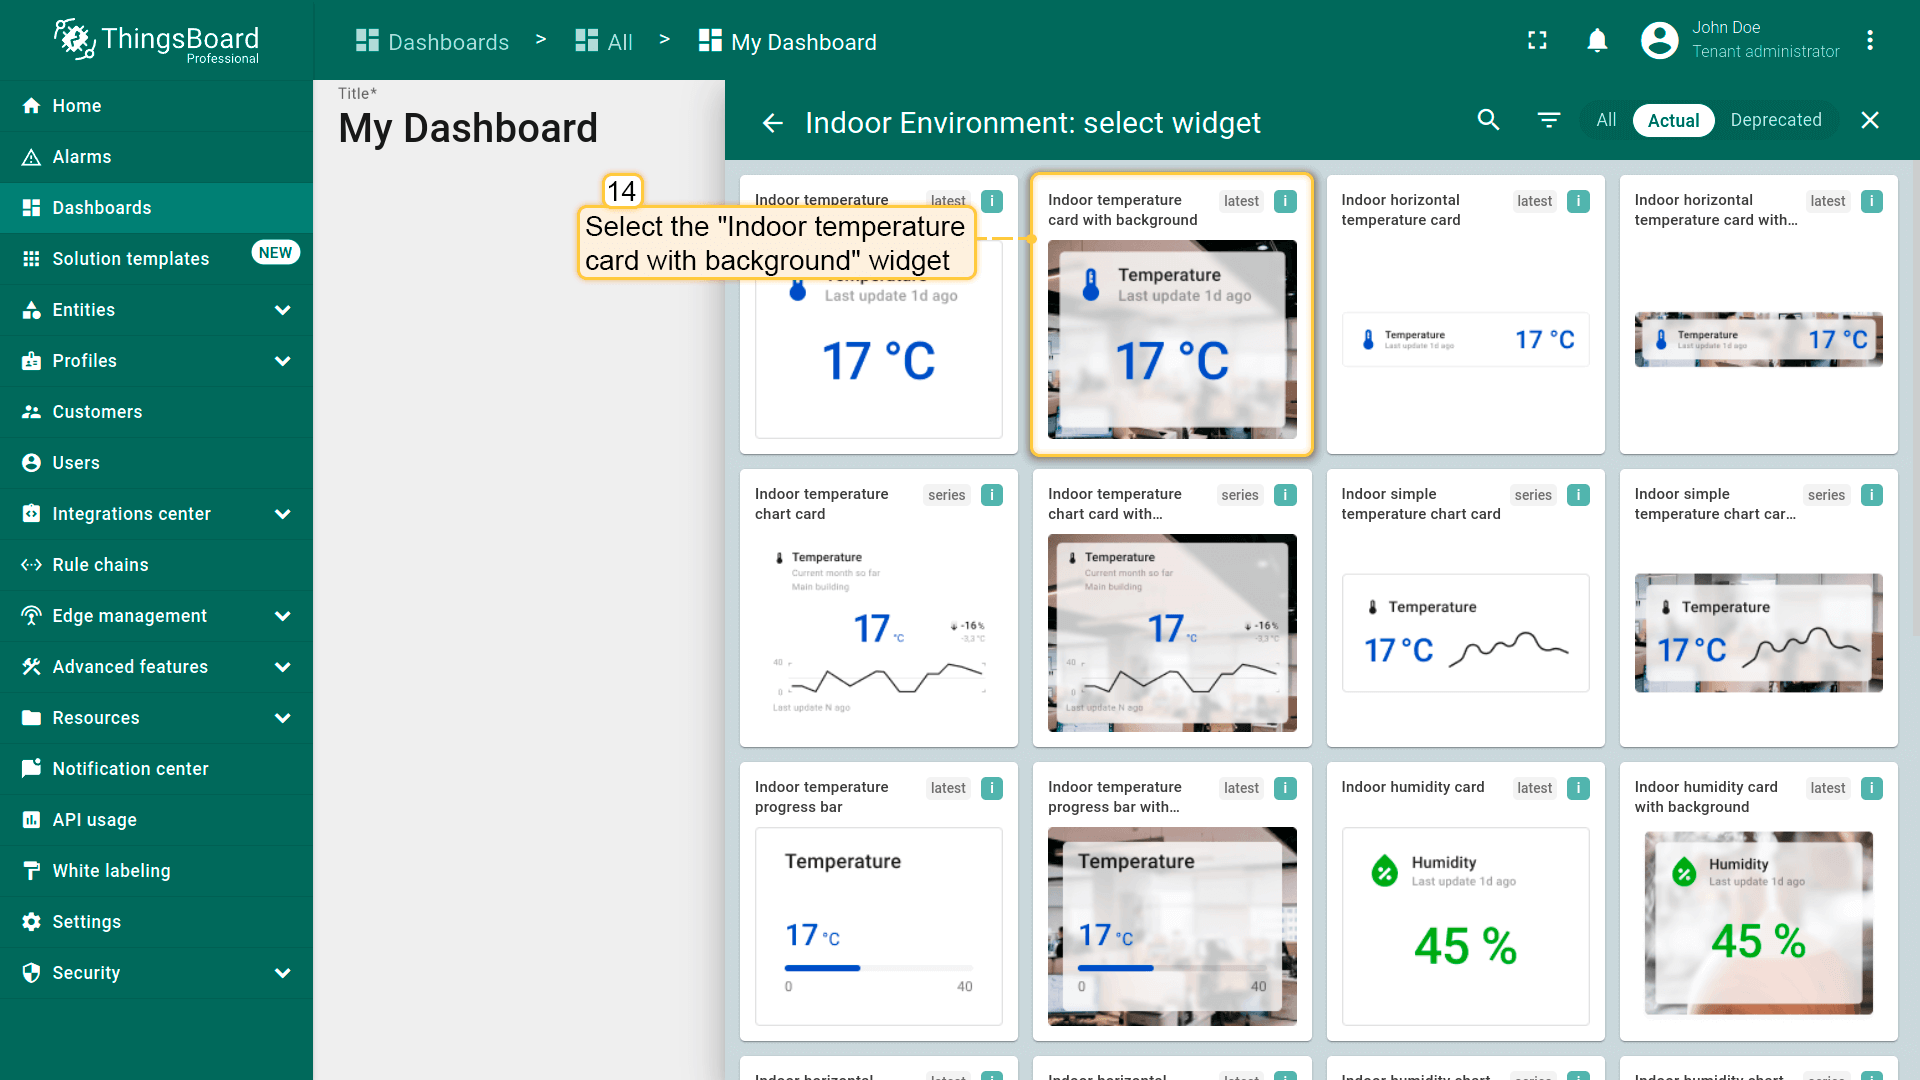 ThingsBoard
Professional
Dashboards > All > My Dashboard
John Doe
Tenant administrator
Home
Alarms
Dashboards
Solution templates NEW
Entities
Profiles
Customers
Users
Integrations center
Rule chains
Edge management
Advanced features
Resources
Notification center
API usage
White labeling
Settings
Security
Title*
My Dashboard
Indoor Environment: select widget
All Actual Deprecated
14
Select the "Indoor temperature
card with background" widget
Indoor temperature latest i
Last update 1d ago
17 °C
Indoor temperature latest i
card with background
Temperature
Last update 1d ago
17 °C
Indoor horizontal latest i
temperature card
Temperature
Last update 1d ago
17 °C
Indoor horizontal latest i
temperature card with...
Temperature
Last update 1d ago
17 °C
Indoor temperature series i
chart card
Temperature
Current month so far
Main building
17 °C
-16%
-3,3 °C
40
0
Last update N ago
Indoor temperature series i
chart card with...
Temperature
Current month so far
Main building
17 °C
-16%
-3,3 °C
40
0
Last update N ago
Indoor simple series i
temperature chart card
Temperature
17 °C
Indoor simple series i
temperature chart car...
Temperature
17 °C
Indoor temperature latest i
progress bar
Temperature
17 °C
0 40
Indoor temperature latest i
progress bar with...
Temperature
17 °C
0 40
Indoor humidity card latest i
Humidity
Last update 1d ago
45 %
Indoor humidity card latest i
with background
Humidity
Last update 1d ago
45 %
Indoor horizontal latest i
Indoor horizontal latest i
Indoor humidity chart series i
Indoor humidity chart series i